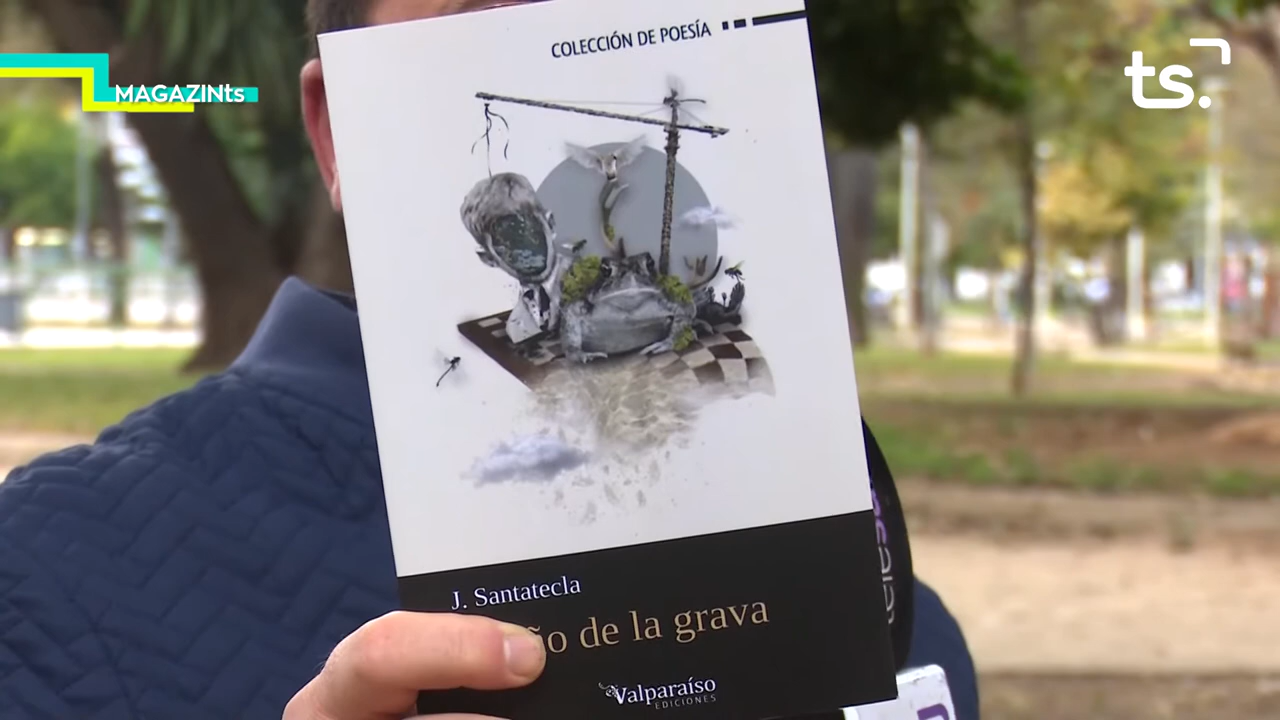 MAGAZINts
ts.
COLECCIÓN DE POESÍA
J. Santatecla
ño de la grava
Valparaíso
EDICIONES